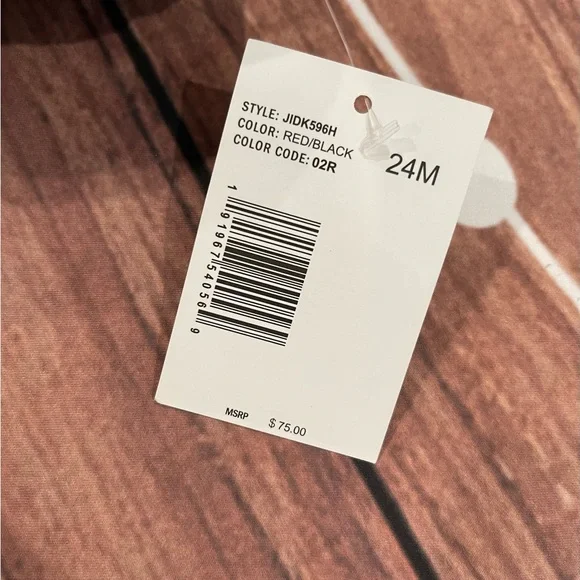 STYLE: JIDK596H
COLOR: RED/BLACK
COLOR CODE: 02R
24M
1 91967 54056 9
MSRP $75.00